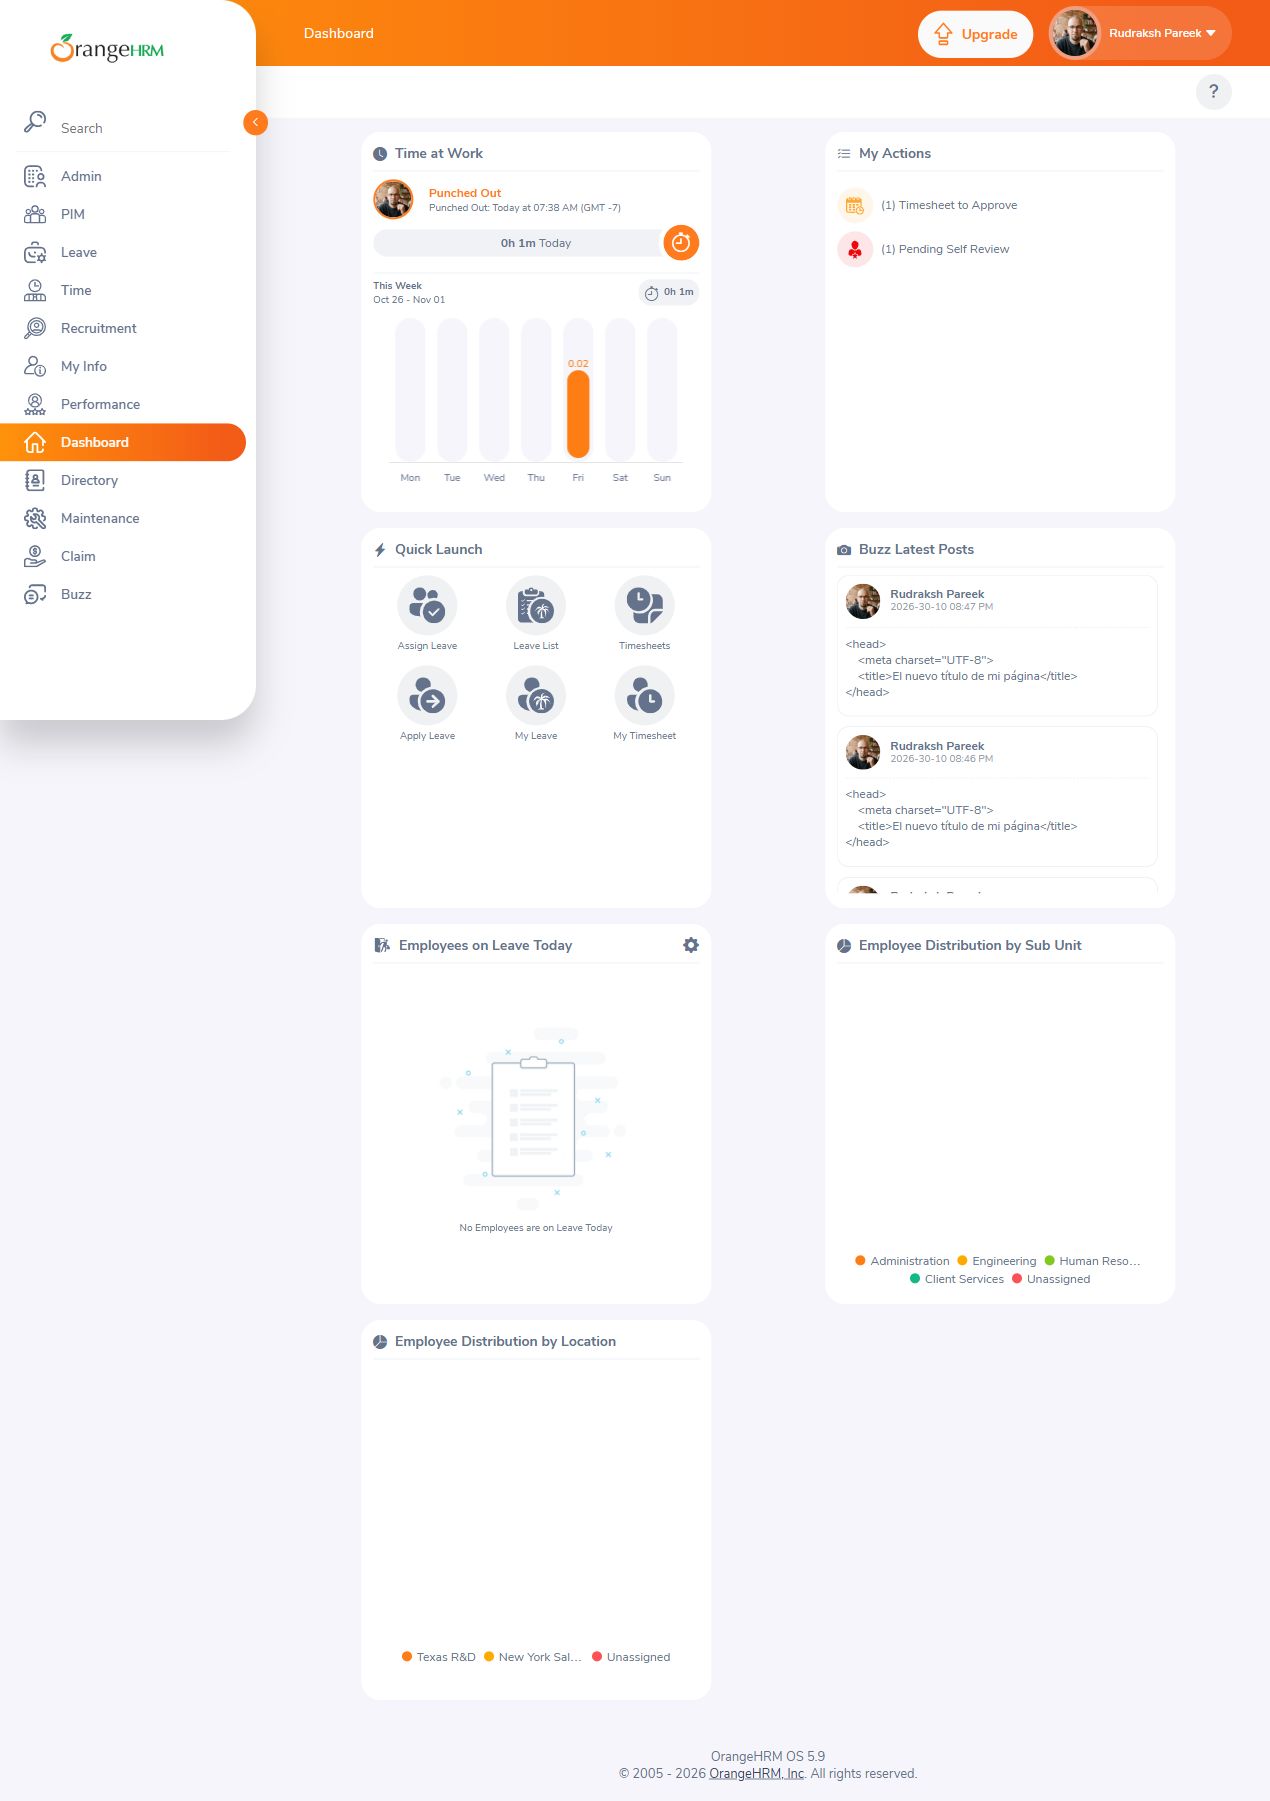 OrangeHRM
Search
Admin
PIM
Leave
Time
Recruitment
My Info
Performance
Dashboard
Directory
Maintenance
Claim
Buzz
Dashboard
Upgrade
Rudraksh Pareek
?
Time at Work
Punched Out
Punched Out: Today at 07:38 AM (GMT -7)
0h 1m Today
This Week
Oct 26 - Nov 01
0h 1m
0.02
Mon Tue Wed Thu Fri Sat Sun
My Actions
(1) Timesheet to Approve
(1) Pending Self Review
Quick Launch
Assign Leave
Leave List
Timesheets
Apply Leave
My Leave
My Timesheet
Buzz Latest Posts
Rudraksh Pareek
2026-30-10 08:47 PM
<head>
<meta charset="UTF-8">
<title>El nuevo título de mi página</title>
</head>
Rudraksh Pareek
2026-30-10 08:46 PM
<head>
<meta charset="UTF-8">
<title>El nuevo título de mi página</title>
</head>
Employees on Leave Today
No Employees are on Leave Today
Employee Distribution by Sub Unit
Administration Engineering Human Reso...
Client Services Unassigned
Employee Distribution by Location
Texas R&D New York Sal... Unassigned
OrangeHRM OS 5.9
© 2005 - 2026 OrangeHRM, Inc. All rights reserved.